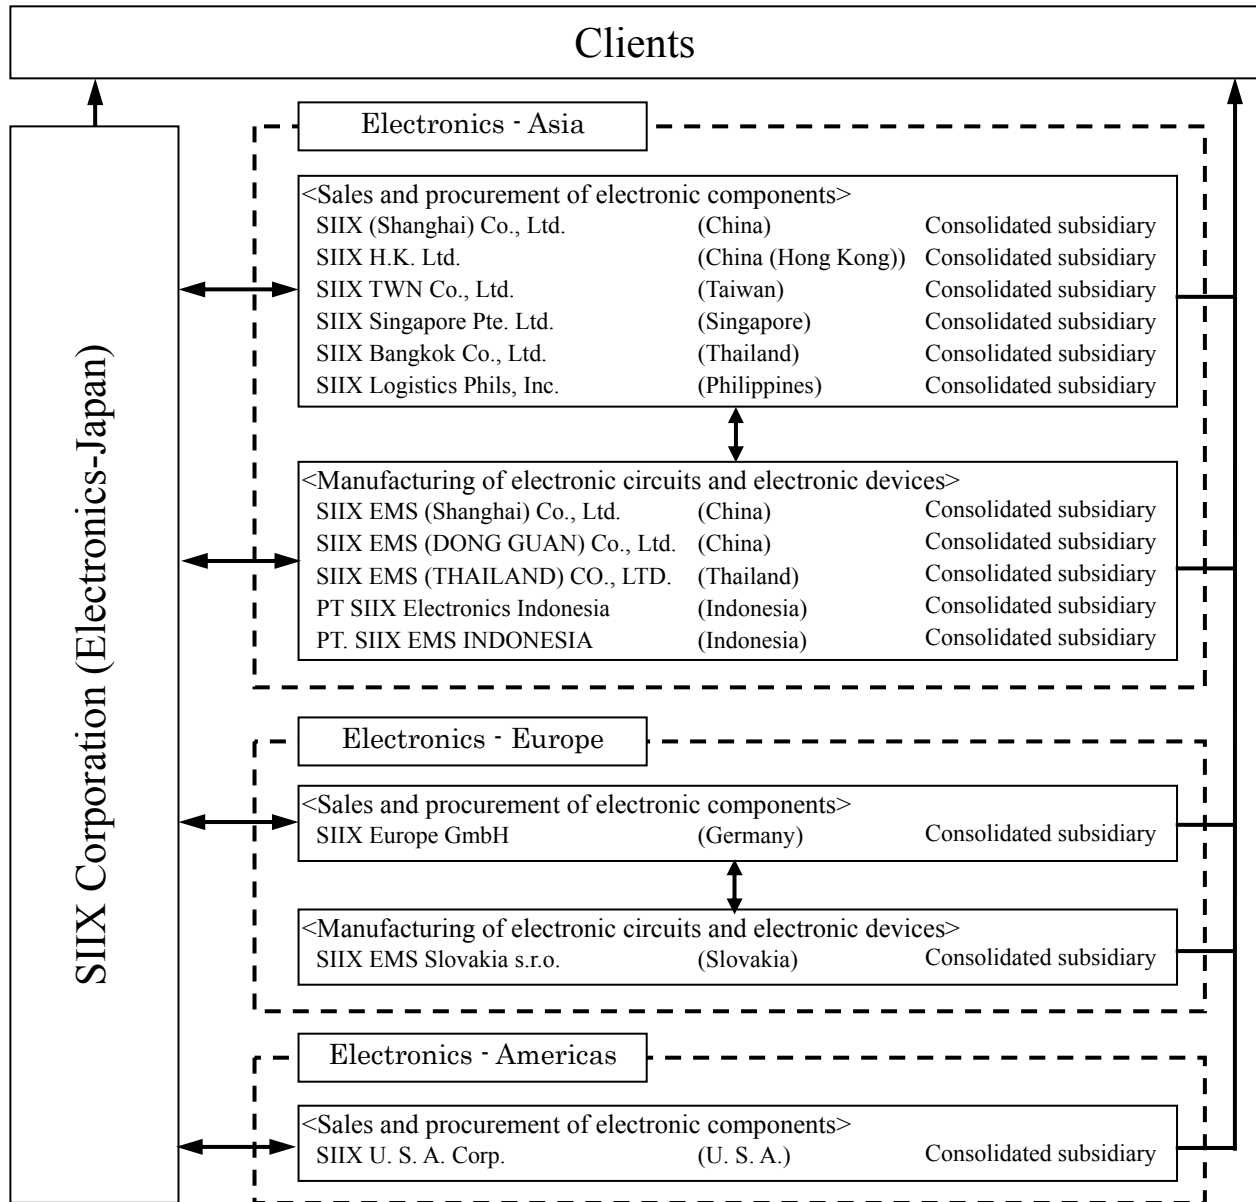 Clients
SIIX Corporation (Electronics-Japan)
Electronics - Asia
<Sales and procurement of electronic components>
SIIX (Shanghai) Co., Ltd. (China) Consolidated subsidiary
SIIX H.K. Ltd. (China (Hong Kong)) Consolidated subsidiary
SIIX TWN Co., Ltd. (Taiwan) Consolidated subsidiary
SIIX Singapore Pte. Ltd. (Singapore) Consolidated subsidiary
SIIX Bangkok Co., Ltd. (Thailand) Consolidated subsidiary
SIIX Logistics Phils, Inc. (Philippines) Consolidated subsidiary
<Manufacturing of electronic circuits and electronic devices>
SIIX EMS (Shanghai) Co., Ltd. (China) Consolidated subsidiary
SIIX EMS (DONG GUAN) Co., Ltd. (China) Consolidated subsidiary
SIIX EMS (THAILAND) CO., LTD. (Thailand) Consolidated subsidiary
PT SIIX Electronics Indonesia (Indonesia) Consolidated subsidiary
PT. SIIX EMS INDONESIA (Indonesia) Consolidated subsidiary
Electronics - Europe
<Sales and procurement of electronic components>
SIIX Europe GmbH (Germany) Consolidated subsidiary
<Manufacturing of electronic circuits and electronic devices>
SIIX EMS Slovakia s.r.o. (Slovakia) Consolidated subsidiary
Electronics - Americas
<Sales and procurement of electronic components>
SIIX U. S. A. Corp. (U. S. A.) Consolidated subsidiary